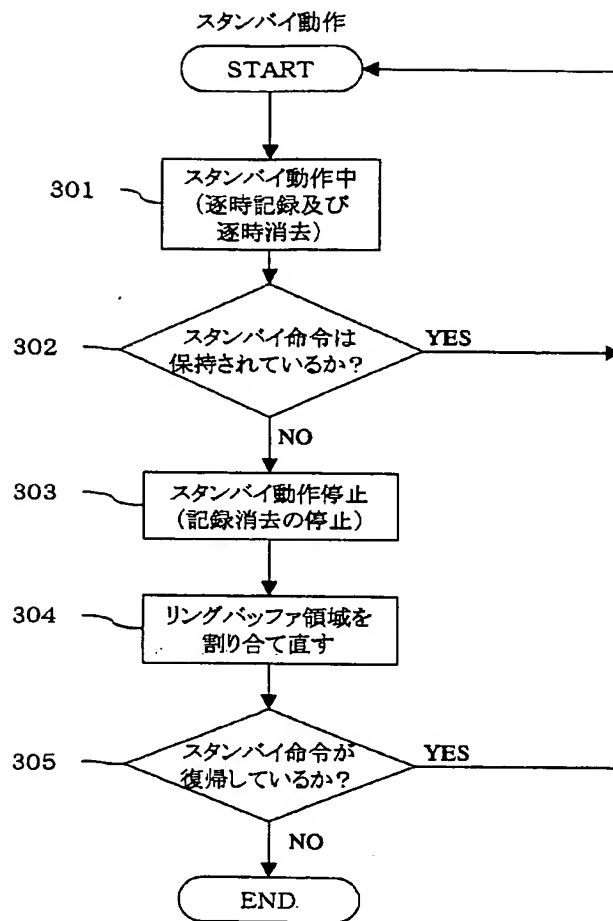 スタンバイ動作
START
301
スタンバイ動作中
(逐時記録及び
逐時消去)
302
スタンバイ命令は
保持されているか?
YES
NO
303
スタンバイ動作停止
(記録消去の停止)
304
リングバッファ領域を
割り合て直す
305
スタンバイ命令が
復帰しているか?
YES
NO
END.